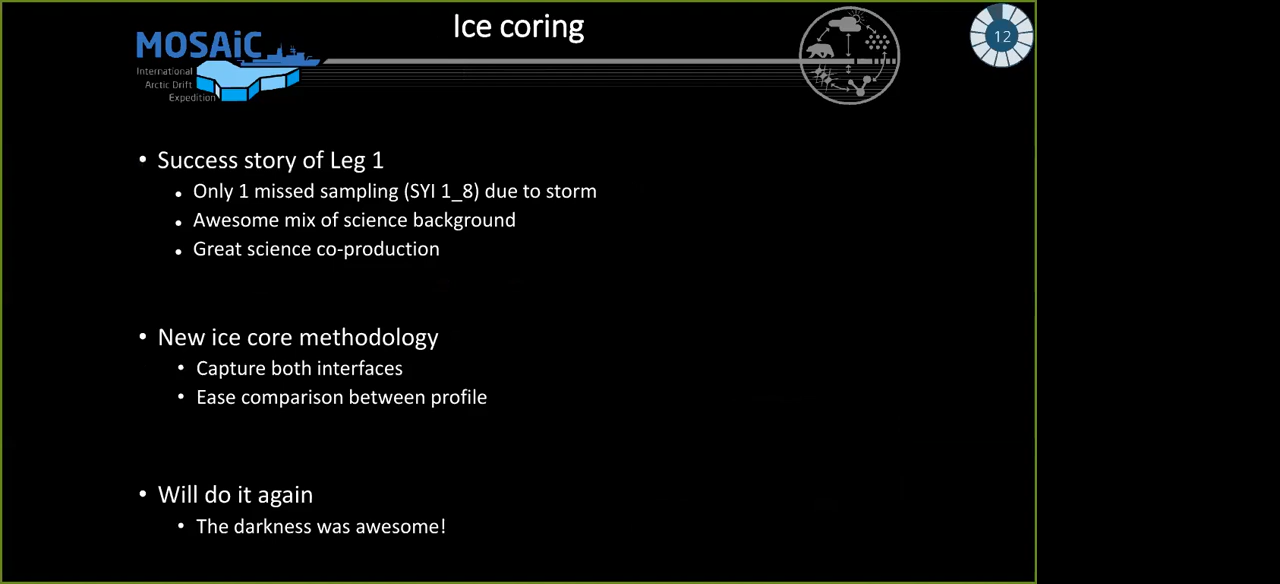 Ice coring
12
MOSAiC
International
Arctic Drift
Expedition
• Success story of Leg 1
• Only 1 missed sampling (SYI 1_8) due to storm
• Awesome mix of science background
• Great science co-production
• New ice core methodology
• Capture both interfaces
• Ease comparison between profile
• Will do it again
• The darkness was awesome!